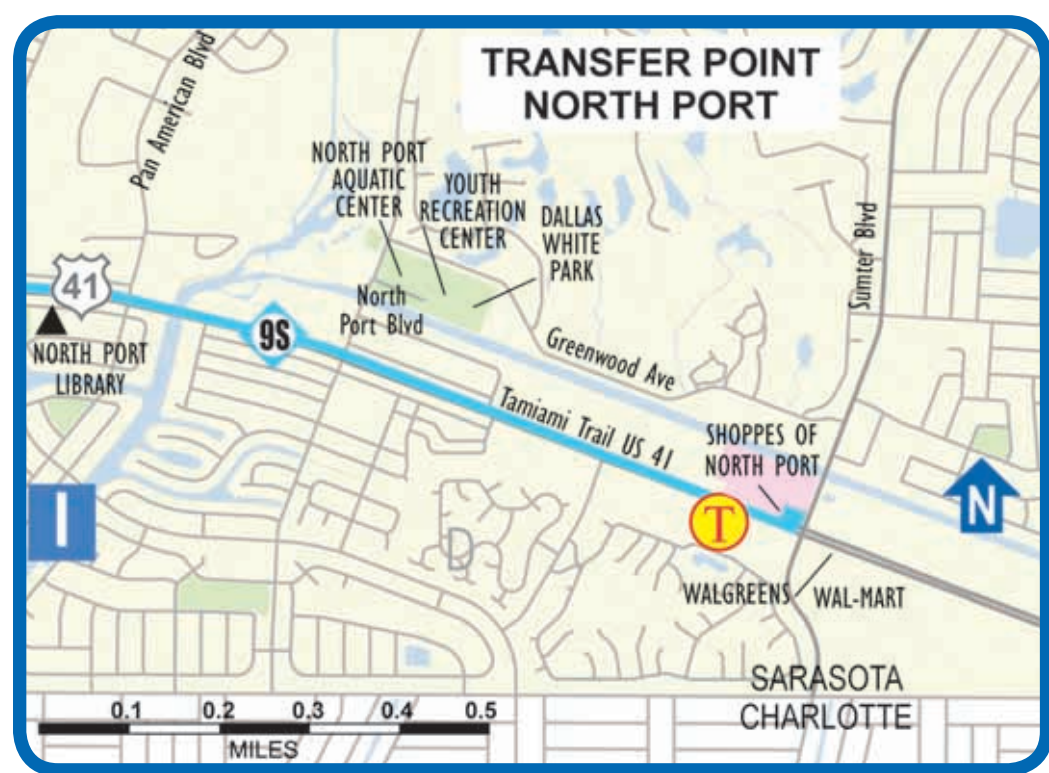 TRANSFER POINT
NORTH PORT
Pan American Blvd
NORTH PORT
AQUATIC
CENTER
YOUTH
RECREATION
CENTER
DALLAS
WHITE
PARK
Sumter Blvd
41
9S
North
Port Blvd
NORTH PORT
LIBRARY
Greenwood Ave
Tamiami Trail US 41
SHOPPES OF
NORTH PORT
T
N
I
D
WALGREENS
WAL-MART
SARASOTA
CHARLOTTE
0.1 0.2 0.3 0.4 0.5
MILES